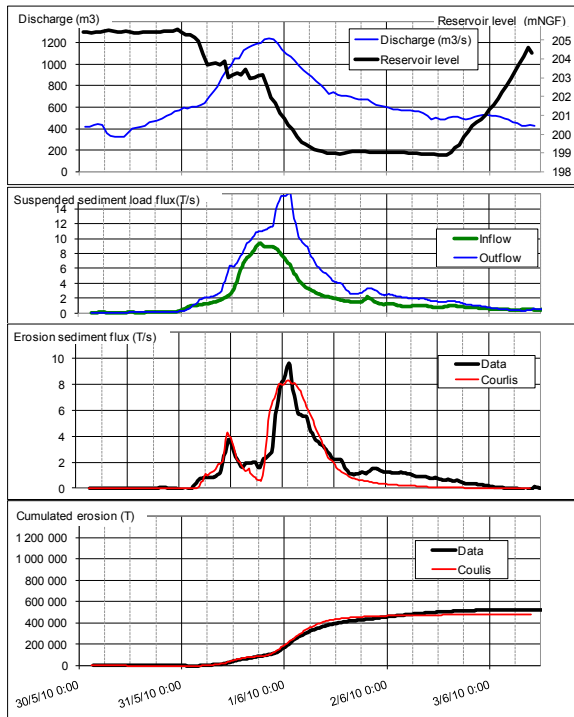 Discharge (m3)
Reservoir level (mNGF)
1200
1000
800
600
400
200
0
205
204
203
202
201
200
199
198
Discharge (m3/s)
Reservoir level
Suspended sediment load flux(T/s)
14
12
10
8
6
4
2
0
Inflow
Outflow
Erosion sediment flux (T/s)
10
8
6
4
2
0
Data
Courlis
Cumulated erosion (T)
1 200 000
1 000 000
800 000
600 000
400 000
200 000
0
Data
Coulis
30/5/10 0:00
31/5/10 0:00
1/6/10 0:00
2/6/10 0:00
3/6/10 0:00